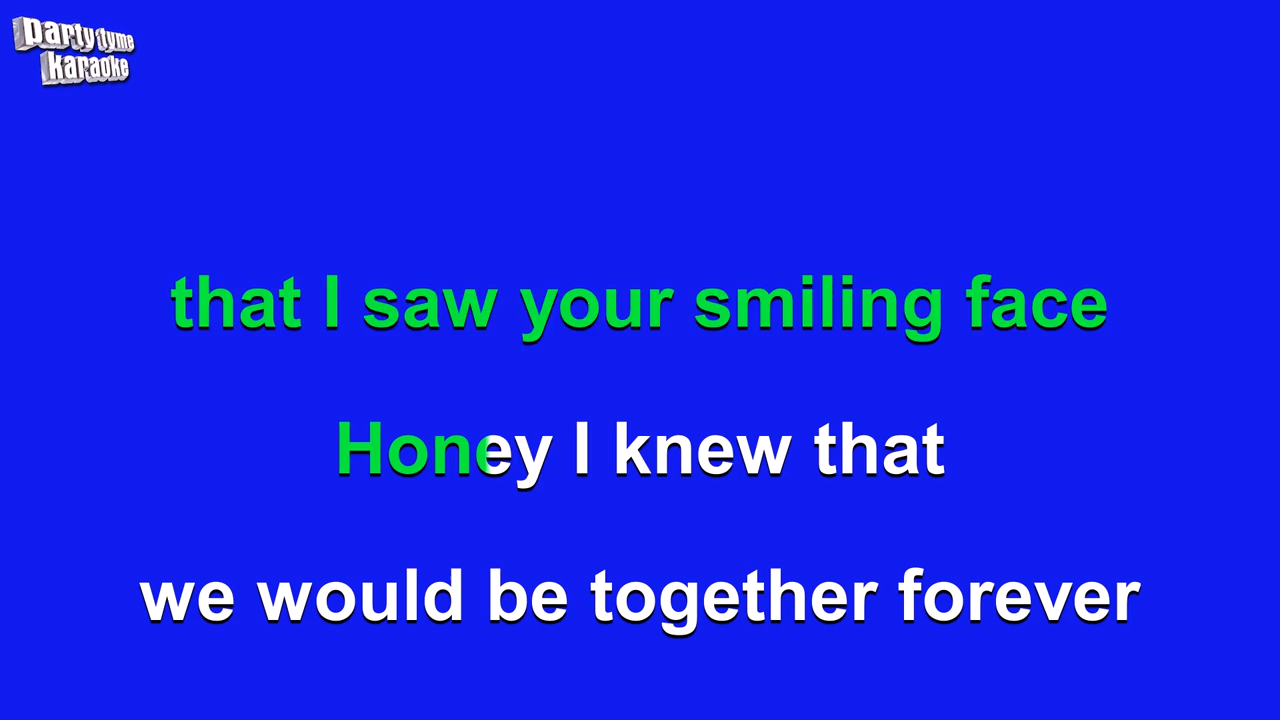 party tyme
karaoke
that I saw your smiling face
Honey I knew that
we would be together forever